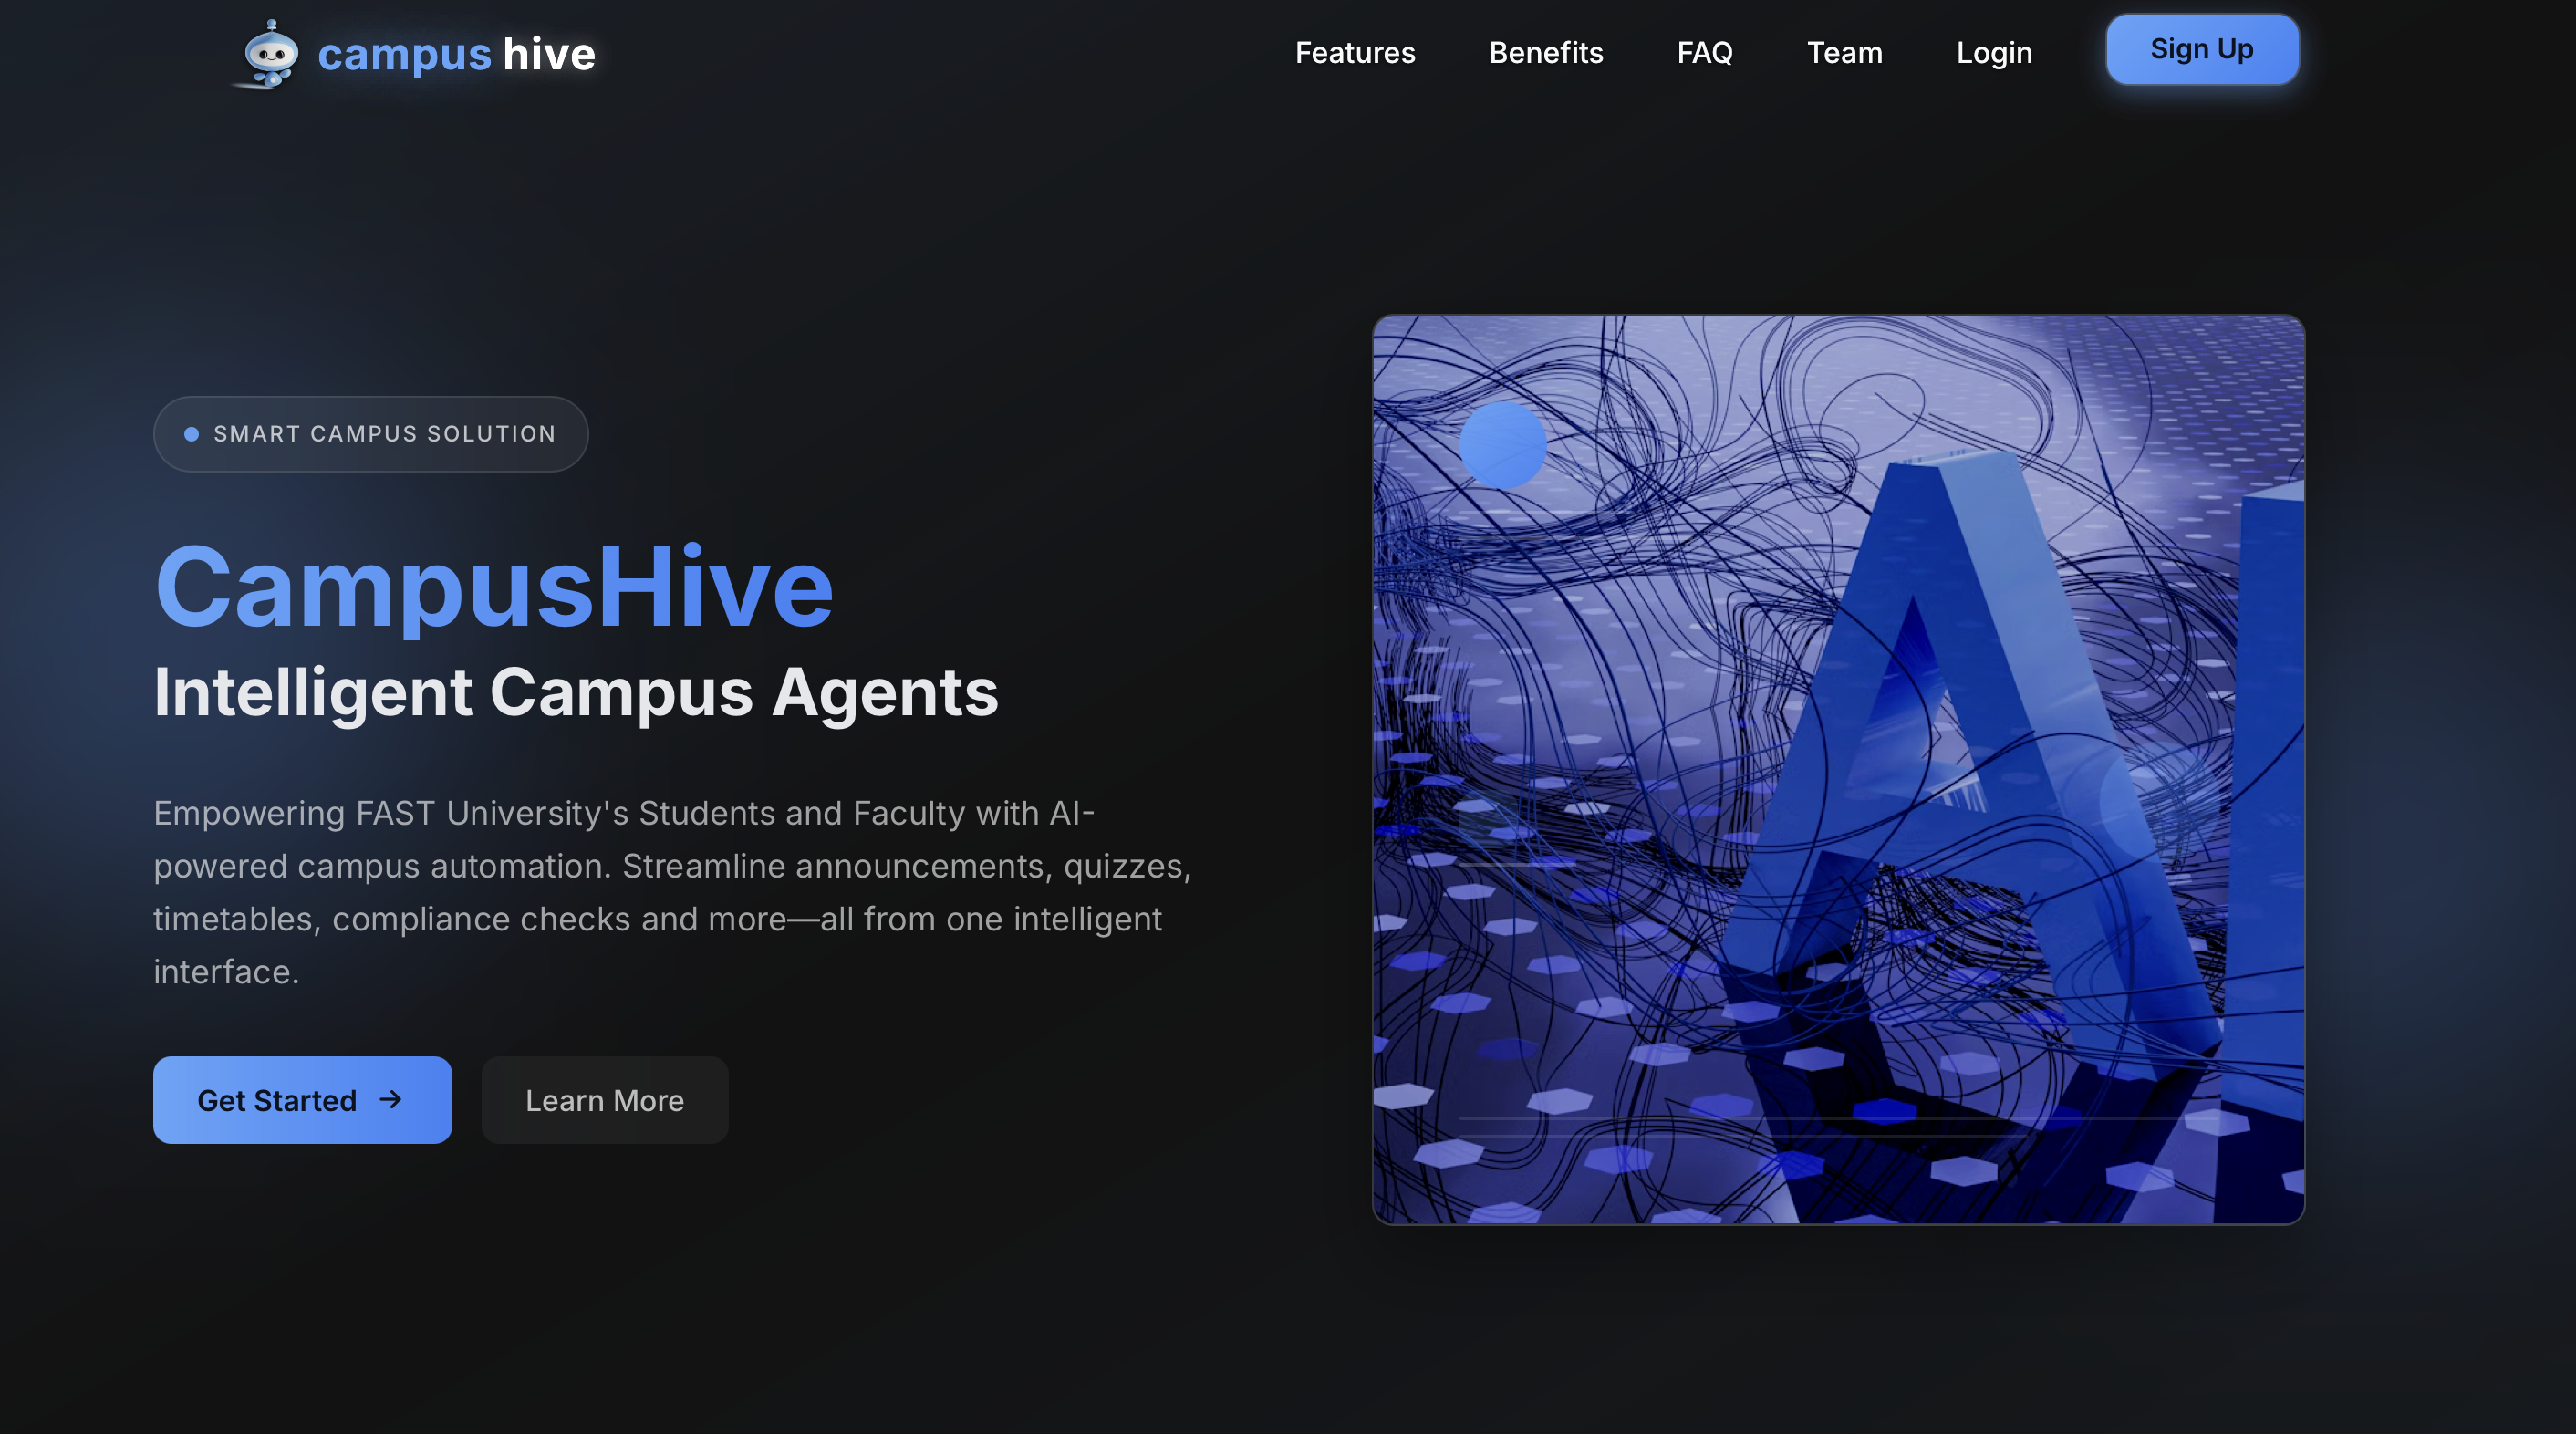 campus hive
Features Benefits FAQ Team Login Sign Up
SMART CAMPUS SOLUTION
CampusHive
Intelligent Campus Agents
Empowering FAST University's Students and Faculty with AI-
powered campus automation. Streamline announcements, quizzes,
timetables, compliance checks and more—all from one intelligent
interface.
Get Started →
Learn More
A